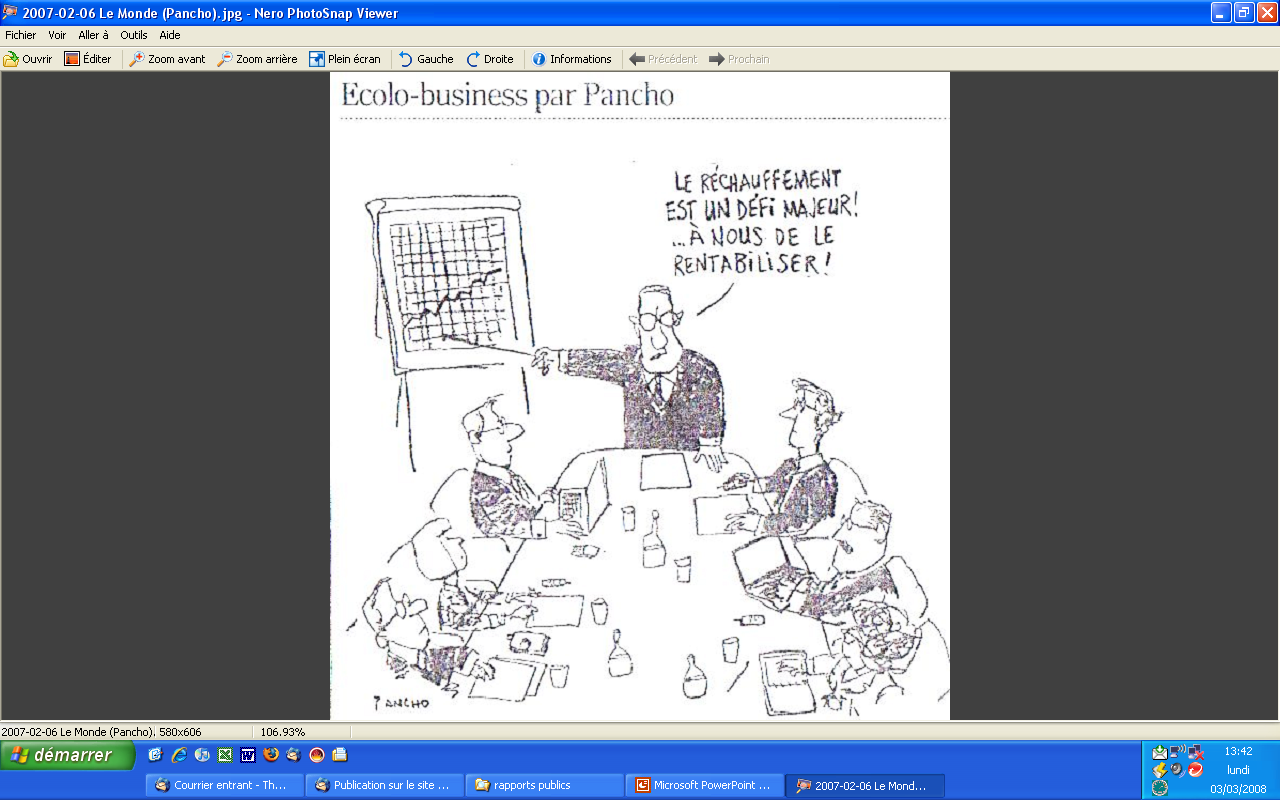 2007-02-06 Le Monde (Pancho).jpg - Nero PhotoSnap Viewer
Fichier Voir Aller à Outils Aide
Ouvrir Éditer Zoom avant Zoom arrière Plein écran Gauche Droite Informations Précédent Prochain
Ecolo-business par Pancho
LE RÉCHAUFFEMENT
EST UN DÉFI MAJEUR!
...À NOUS DE LE
RENTABILISER!
PANCHO
2007-02-06 Le Monde (Pancho). 580x606 106.93%
démarrer
13:42
lundi
03/03/2008
Courrier entrant - Th... Publication sur le site ... rapports publics Microsoft PowerPoint ... 2007-02-06 Le Mond...